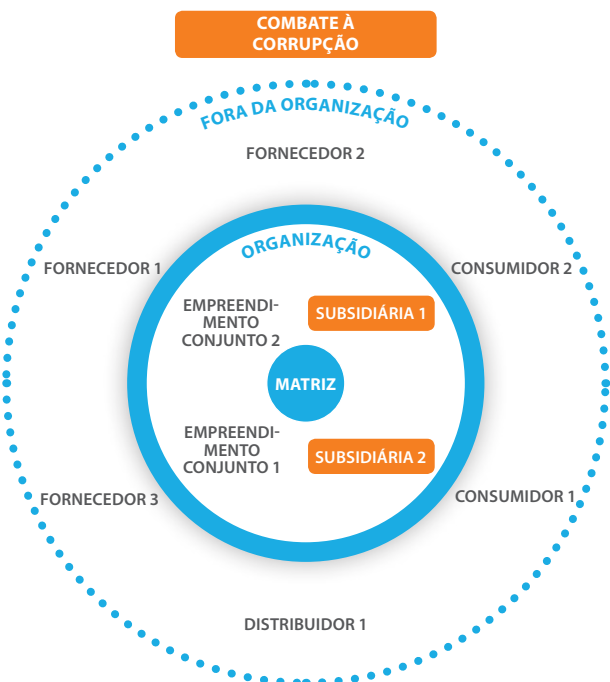 COMBATE À
CORRUPÇÃO
FORA DA ORGANIZAÇÃO
FORNECEDOR 2
ORGANIZAÇÃO
FORNECEDOR 1
CONSUMIDOR 2
EMPREENDI-
MENTO
CONJUNTO 2
SUBSIDIÁRIA 1
MATRIZ
EMPREENDI-
MENTO
CONJUNTO 1
SUBSIDIÁRIA 2
FORNECEDOR 3
CONSUMIDOR 1
DISTRIBUIDOR 1